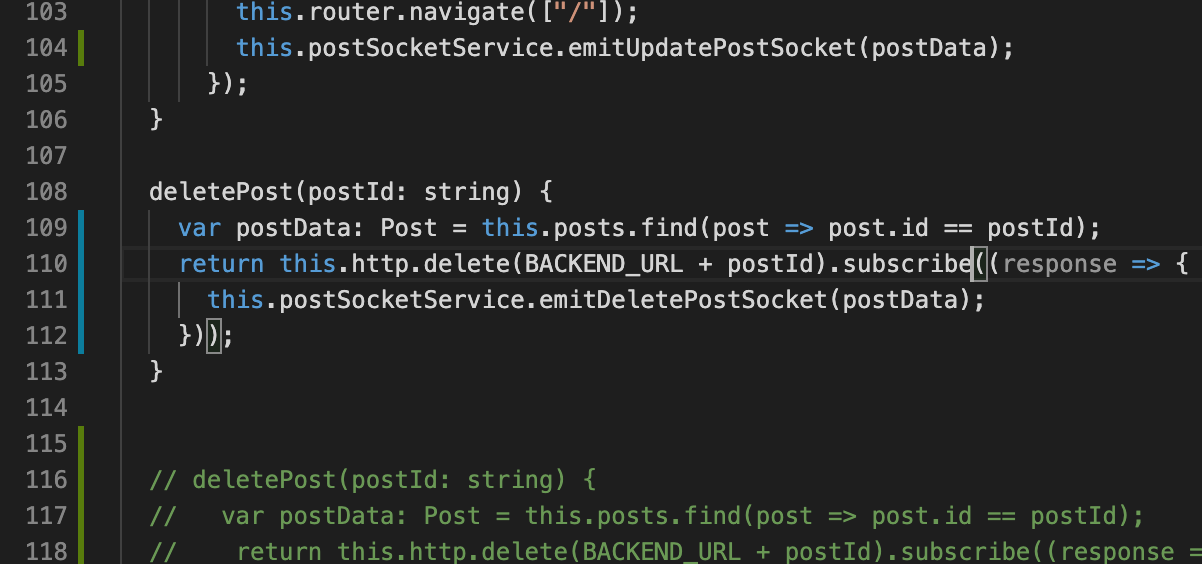 103 this.router.navigate(["/"]);
104 this.postSocketService.emitUpdatePostSocket(postData);
105 });
106 }
107
108 deletePost(postId: string) {
109 var postData: Post = this.posts.find(post => post.id == postId);
110 return this.http.delete(BACKEND_URL + postId).subscribe((response => {
111 this.postSocketService.emitDeletePostSocket(postData);
112 }));
113 }
114
115
116 // deletePost(postId: string) {
117 // var postData: Post = this.posts.find(post => post.id == postId);
118 // return this.http.delete(BACKEND_URL + postId).subscribe((response =